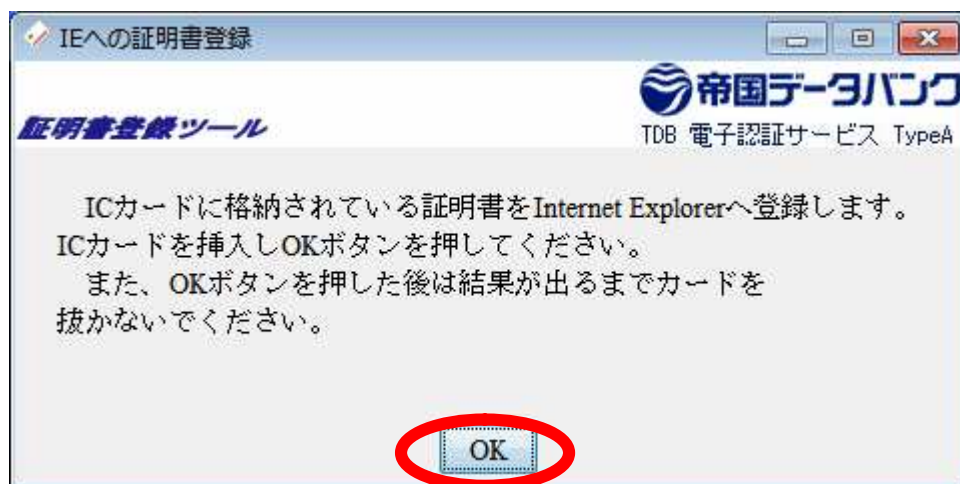 IEへの証明書登録
帝国データバンク
証明書登録ツール
TDB 電子認証サービス TypeA
ICカードに格納されている証明書をInternet Explorerへ登録します。
ICカードを挿入しOKボタンを押してください。
また、OKボタンを押した後は結果が出るまでカードを
抜かないでください。
OK